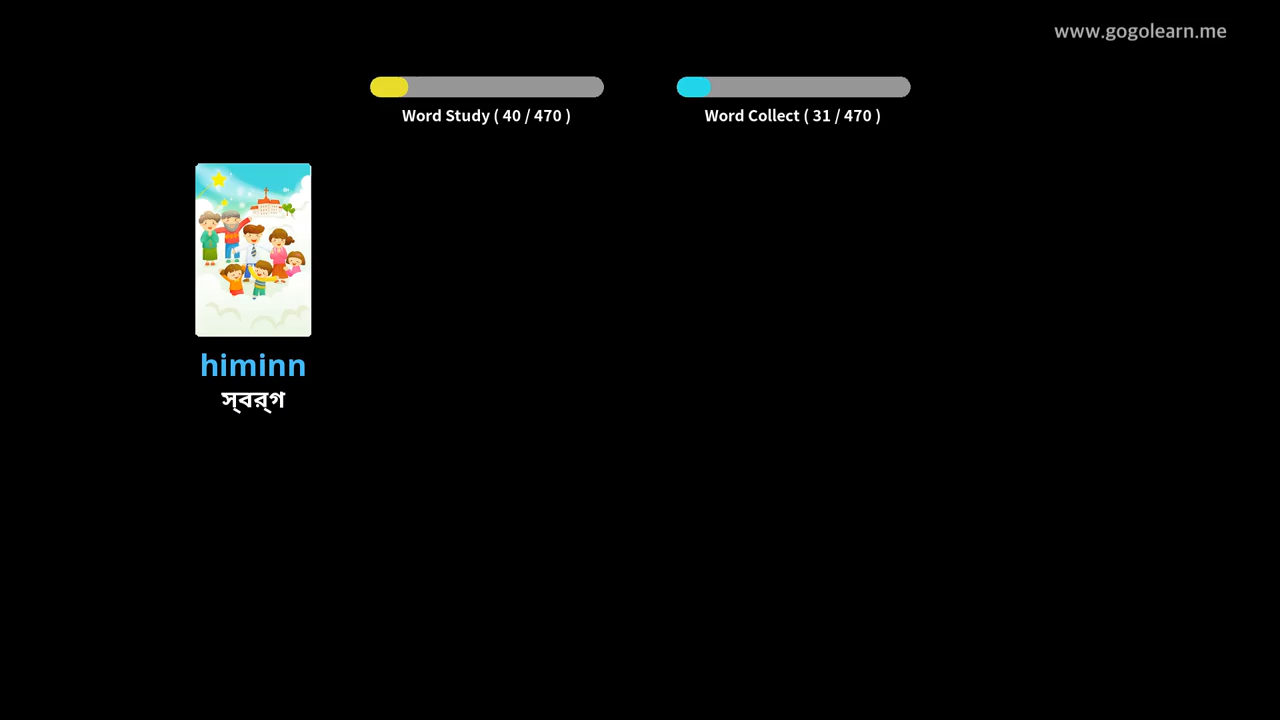 www.gogolearn.me
Word Study ( 40 / 470 )
Word Collect ( 31 / 470 )
himinn
স্বর্গ